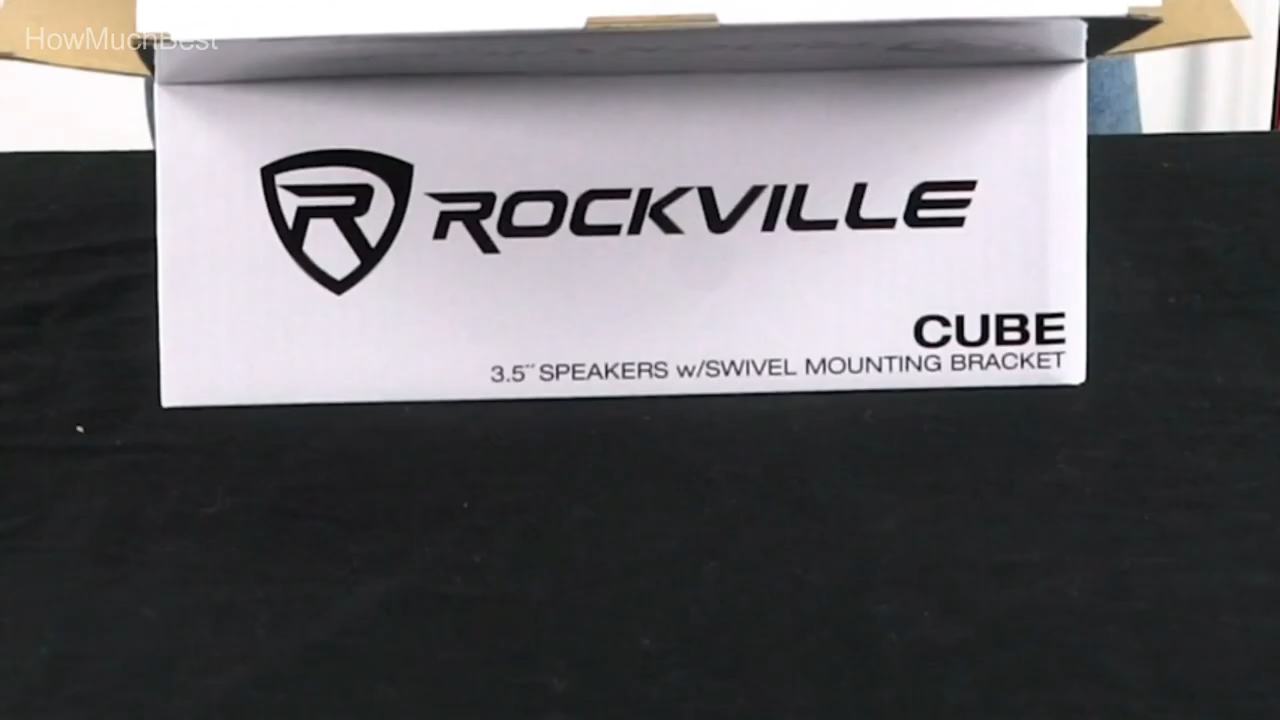 HowMuchBest
R ROCKVILLE
CUBE
3.5" SPEAKERS w/SWIVEL MOUNTING BRACKET